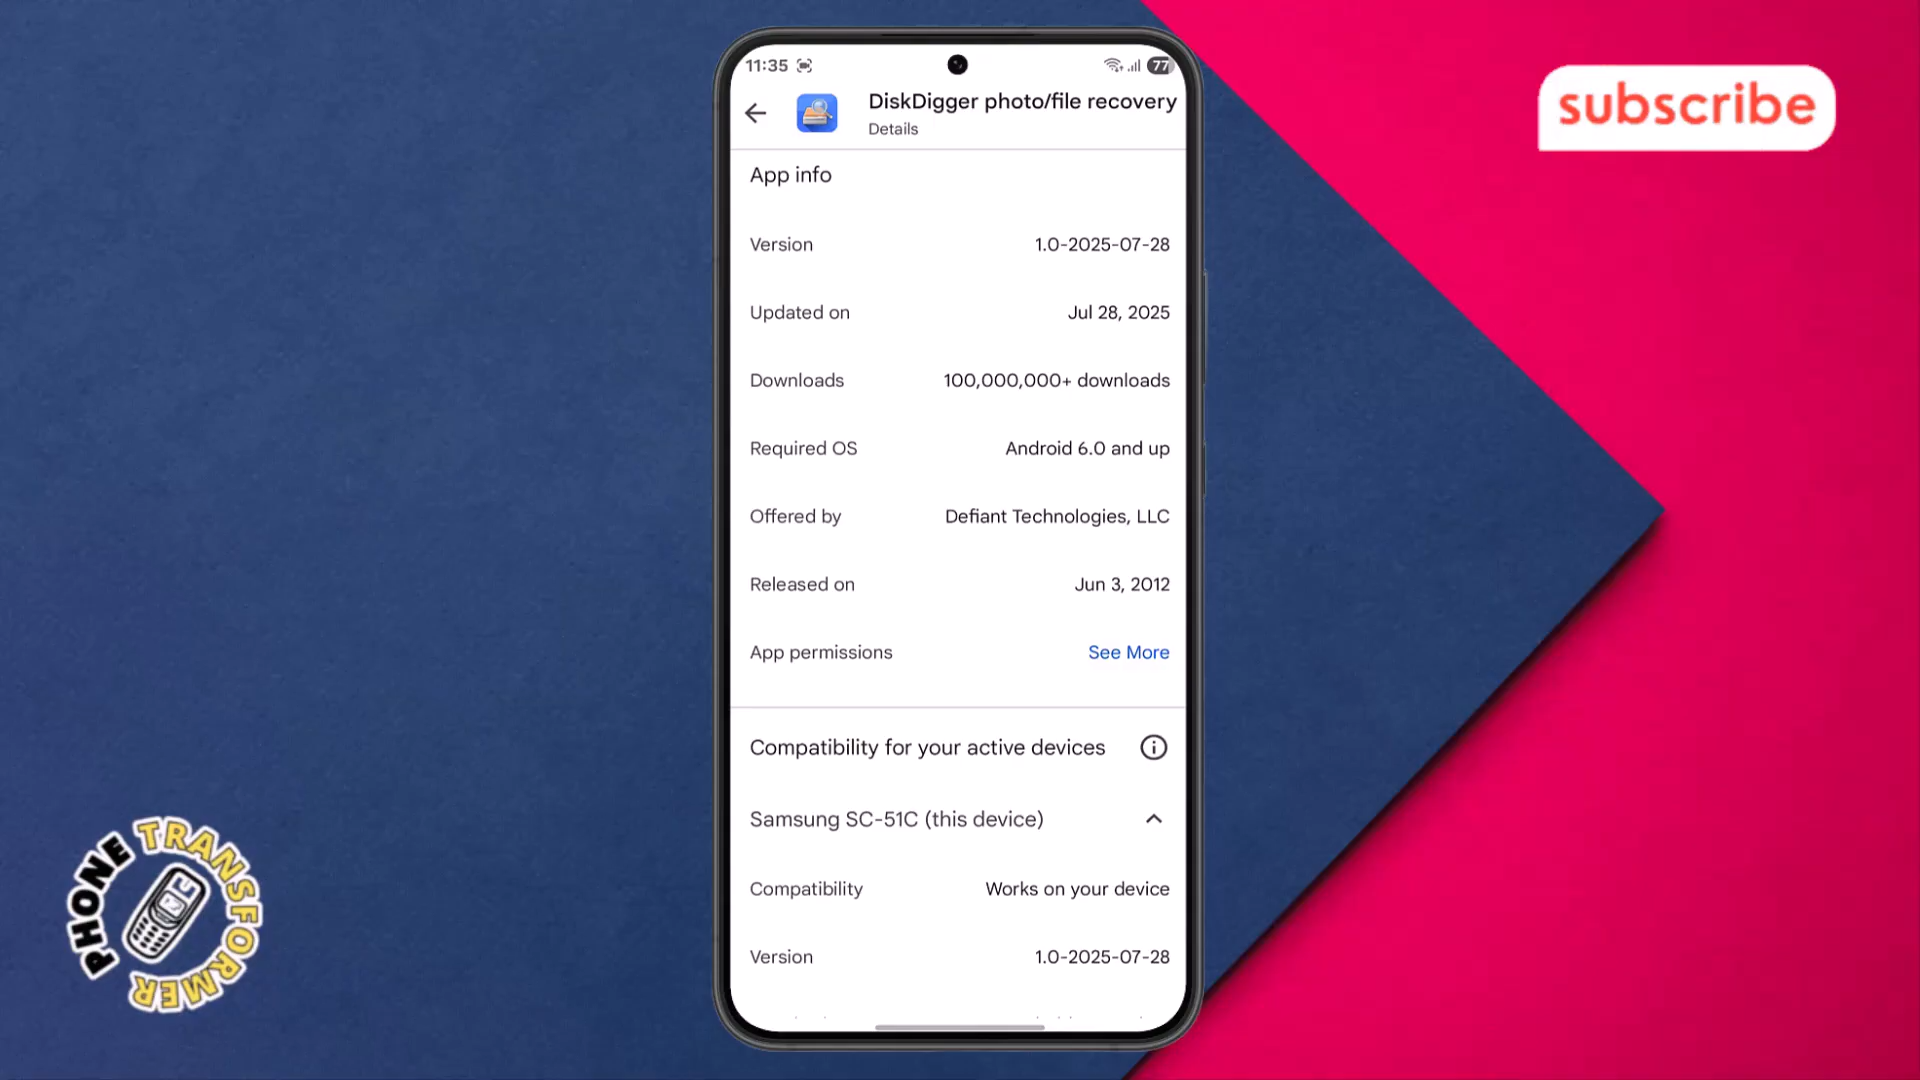 11:35
77
DiskDigger photo/file recovery
Details
subscribe
App info
Version 1.0-2025-07-28
Updated on Jul 28, 2025
Downloads 100,000,000+ downloads
Required OS Android 6.0 and up
Offered by Defiant Technologies, LLC
Released on Jun 3, 2012
App permissions See More
Compatibility for your active devices
Samsung SC-51C (this device)
Compatibility Works on your device
Version 1.0-2025-07-28
PHONE TRANSFORMER